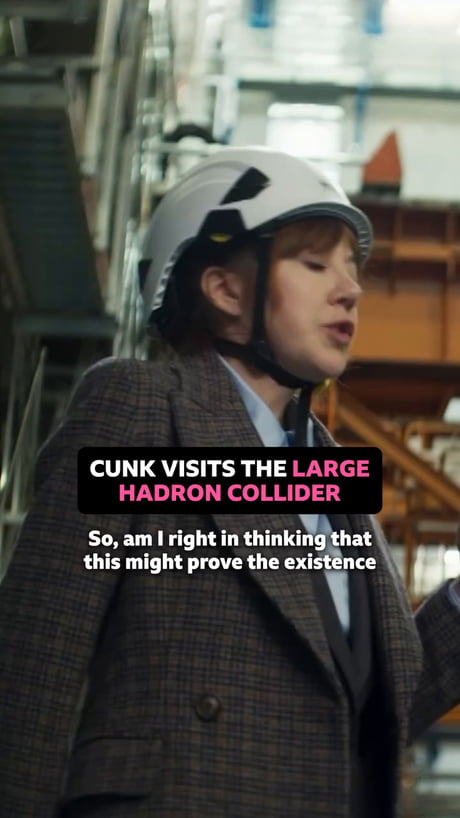 CUNK VISITS THE LARGE
HADRON COLLIDER
So, am I right in thinking that
this might prove the existence